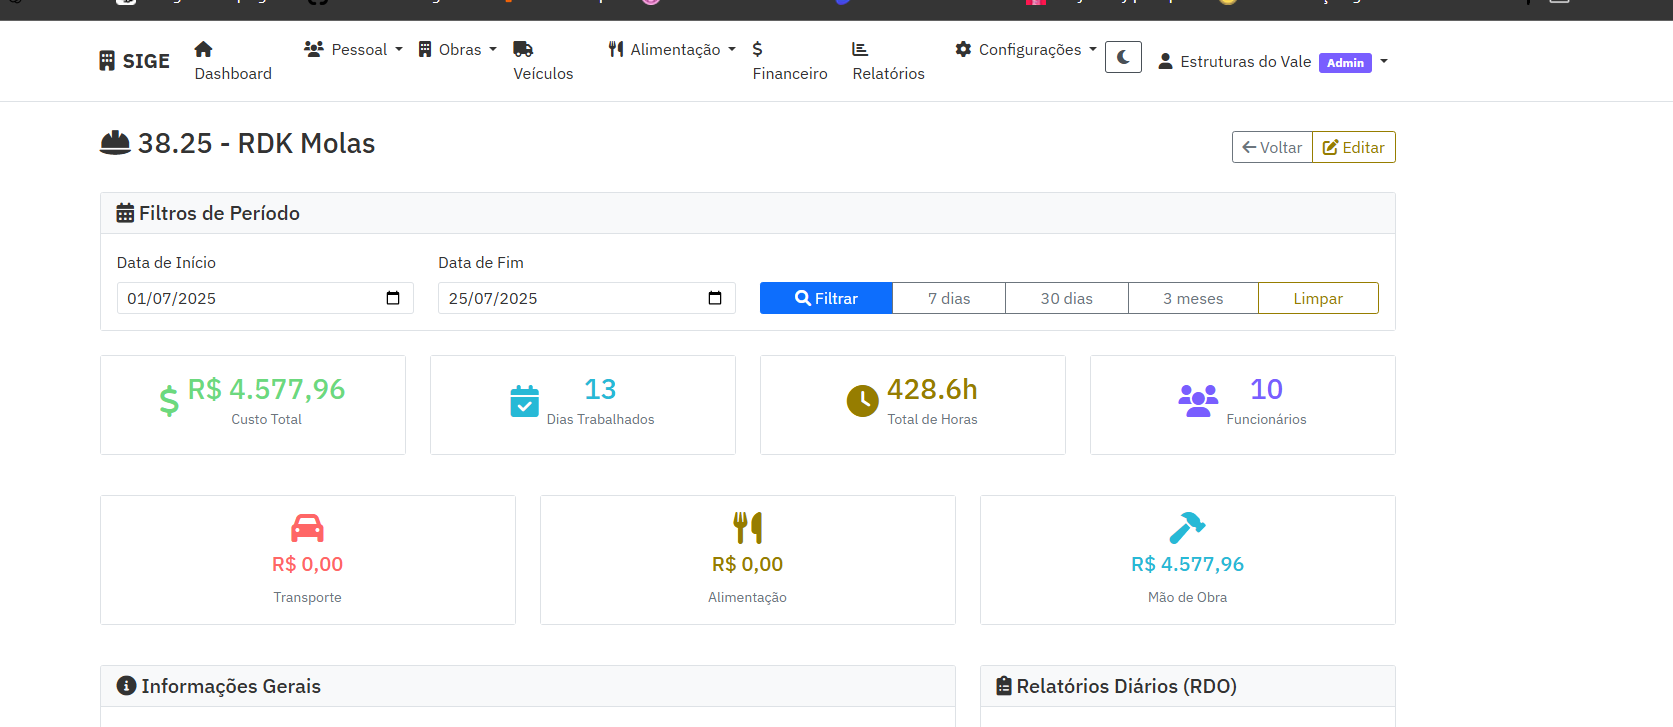 SIGE
Dashboard
Pessoal
Obras
Veículos
Alimentação
Financeiro
Relatórios
Configurações
Estruturas do Vale Admin
38.25 - RDK Molas
Voltar
Editar
Filtros de Período
Data de Início
Data de Fim
01/07/2025
25/07/2025
Filtrar
7 dias
30 dias
3 meses
Limpar
R$ 4.577,96
Custo Total
13
Dias Trabalhados
428.6h
Total de Horas
10
Funcionários
R$ 0,00
Transporte
R$ 0,00
Alimentação
R$ 4.577,96
Mão de Obra
Informações Gerais
Relatórios Diários (RDO)